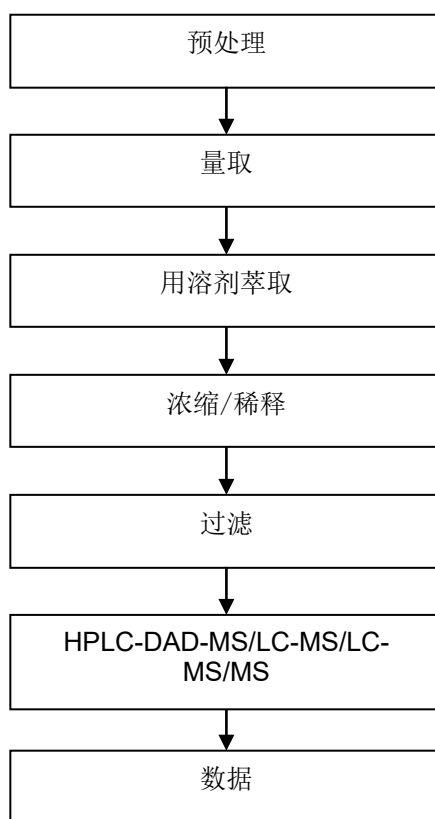 预处理
量取
用溶剂萃取
浓缩/稀释
过滤
HPLC-DAD-MS/LC-MS/LC-
MS/MS
数据